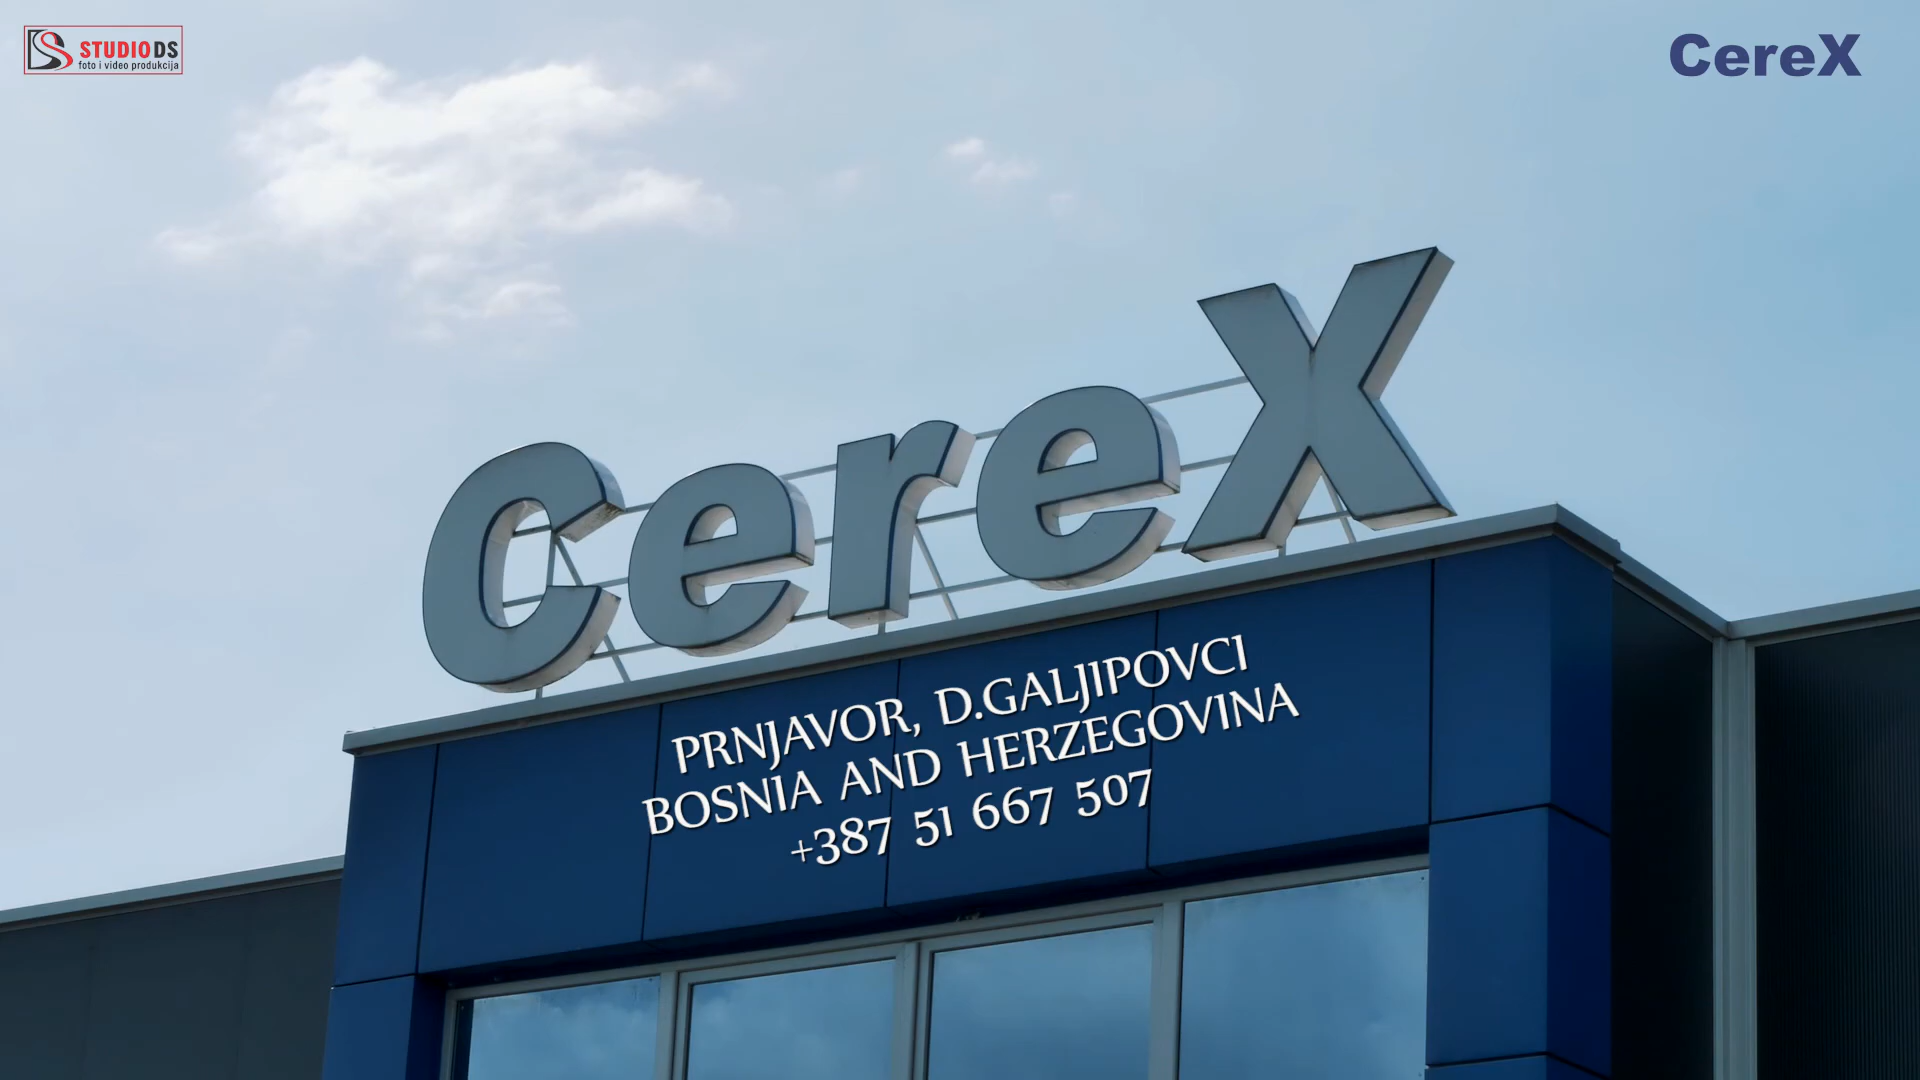 STUDIO DS
foto i video produkcija
CereX
CereX
PRNJAVOR, D.GALJIPOVCI
BOSNIA AND HERZEGOVINA
+387 51 667 507